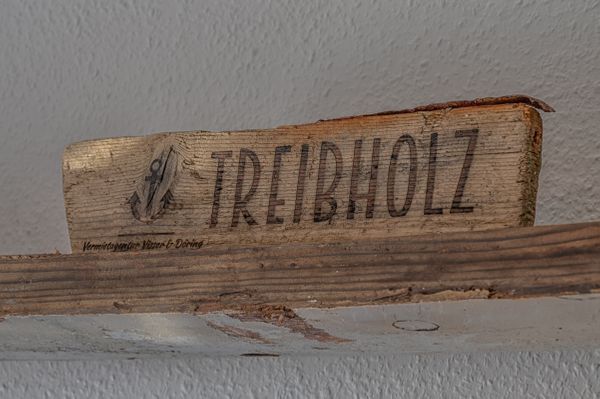 TREIBHOLZ
Vermietagentur Visser & Döring